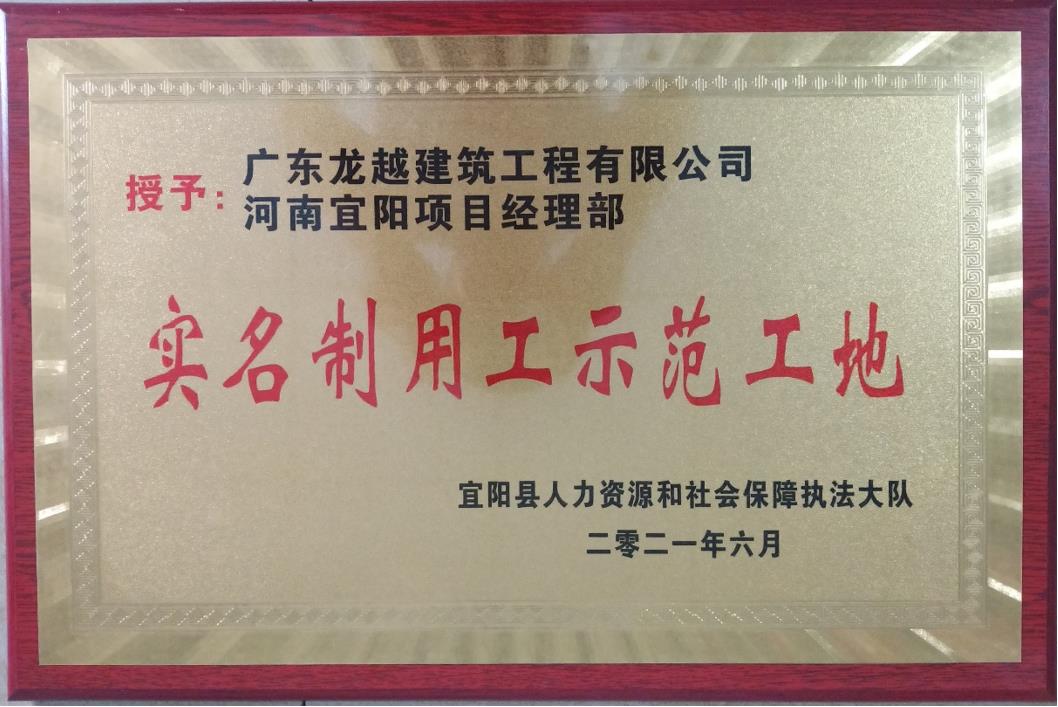 授予：
广东龙越建筑工程有限公司
河南宜阳项目经理部
实名制用工示范工地
宜阳县人力资源和社会保障执法大队
二零二一年六月